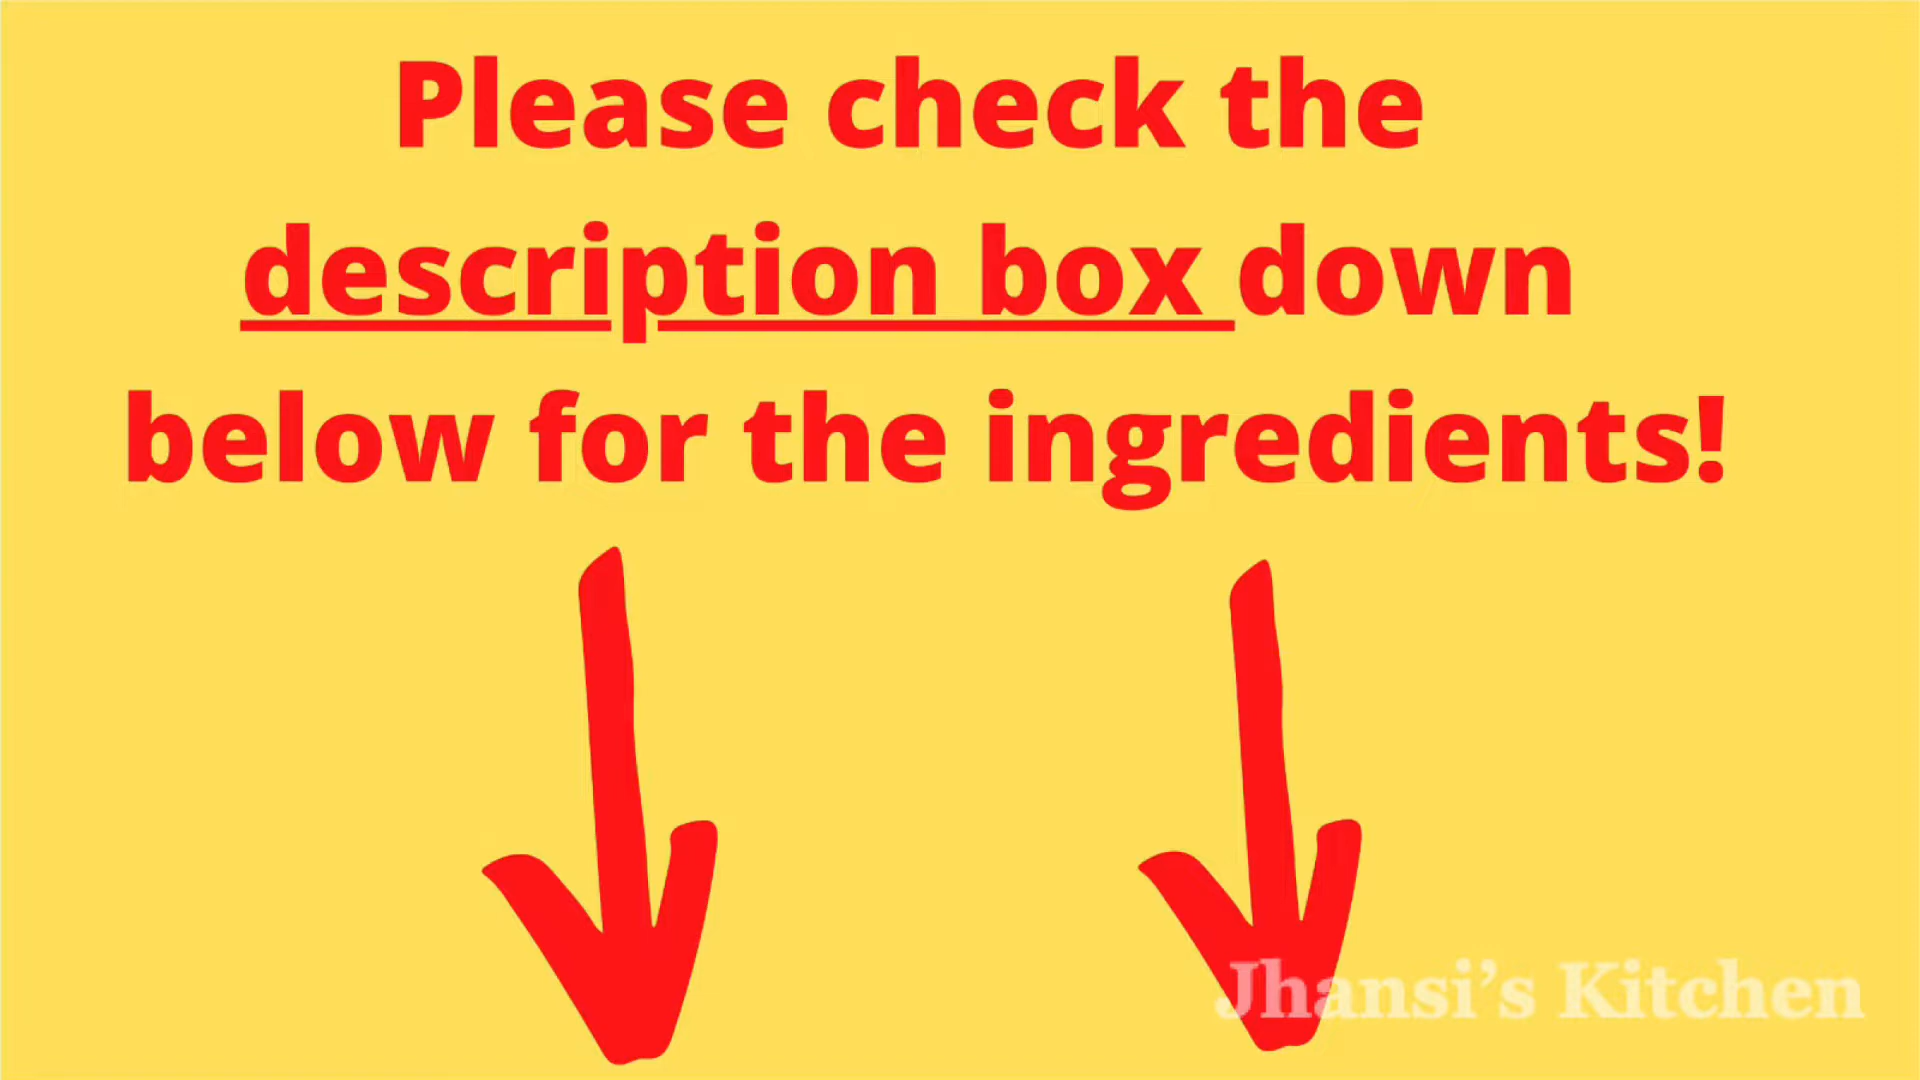 Please check the
description box down
below for the ingredients!
Jhansi's Kitchen